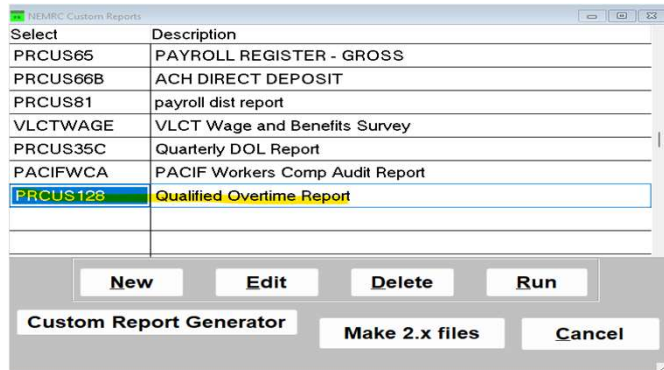 NEMRC Custom Reports
Select Description
PRCUS65 PAYROLL REGISTER - GROSS
PRCUS66B ACH DIRECT DEPOSIT
PRCUS81 payroll dist report
VLCTWAGE VLCT Wage and Benefits Survey
PRCUS35C Quarterly DOL Report
PACIFWCA PACIF Workers Comp Audit Report
PRCUS128 Qualified Overtime Report
New Edit Delete Run
Custom Report Generator Make 2.x files Cancel